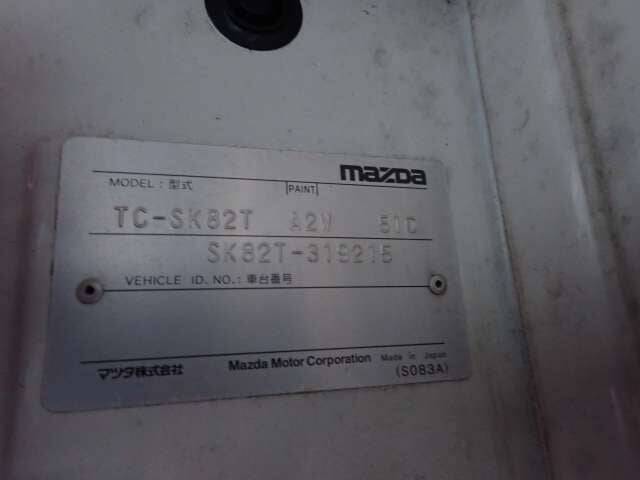 mazda
MODEL : 型式 PAINT
TC-SK82T A2W 51C
SK82T-319215
VEHICLE ID. NO. : 車台番号
マツダ株式会社 Mazda Motor Corporation Made in Japan
(S083A)